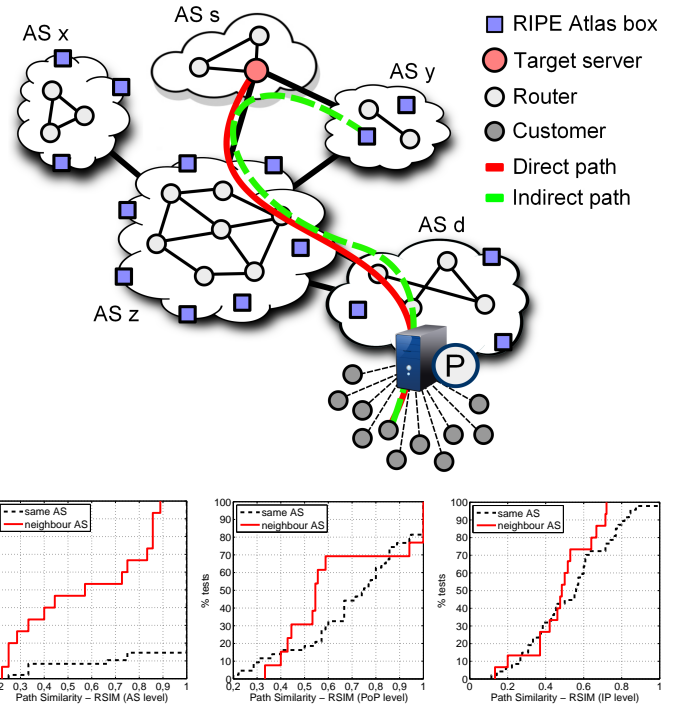 AS s
AS x
AS y
RIPE Atlas box
Target server
Router
Customer
Direct path
Indirect path
AS d
AS z
P
same AS
neighbour AS
2 0,3 0,4 0,5 0,6 0,7 0,8 0,9 1
Path Similarity – RSIM (AS level)
100
90
80
70
60
50
40
30
20
10
0
% tests
same AS
neighbour AS
0,2 0,3 0,4 0,5 0,6 0,7 0,8 0,9 1
Path Similarity – RSIM (PoP level)
100
90
80
70
60
50
40
30
20
10
0
% tests
same AS
neighbour AS
0 0.2 0.4 0.6 0.8 1
Path Similarity – RSIM (IP level)